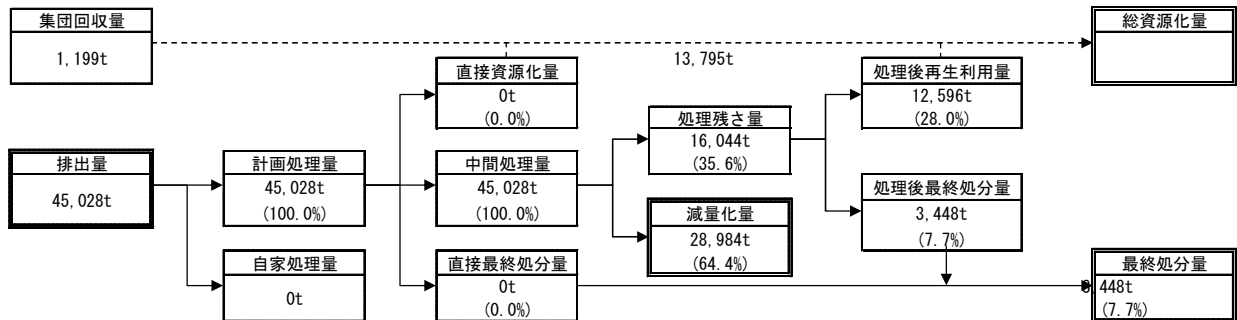 集団回収量
1,199t
総資源化量
13,795t
直接資源化量
0t
(0.0%)
処理後再生利用量
12,596t
(28.0%)
処理残さ量
16,044t
(35.6%)
排出量
45,028t
計画処理量
45,028t
(100.0%)
中間処理量
45,028t
(100.0%)
処理後最終処分量
3,448t
(7.7%)
減量化量
28,984t
(64.4%)
自家処理量
0t
直接最終処分量
0t
(0.0%)
最終処分量
3,448t
(7.7%)